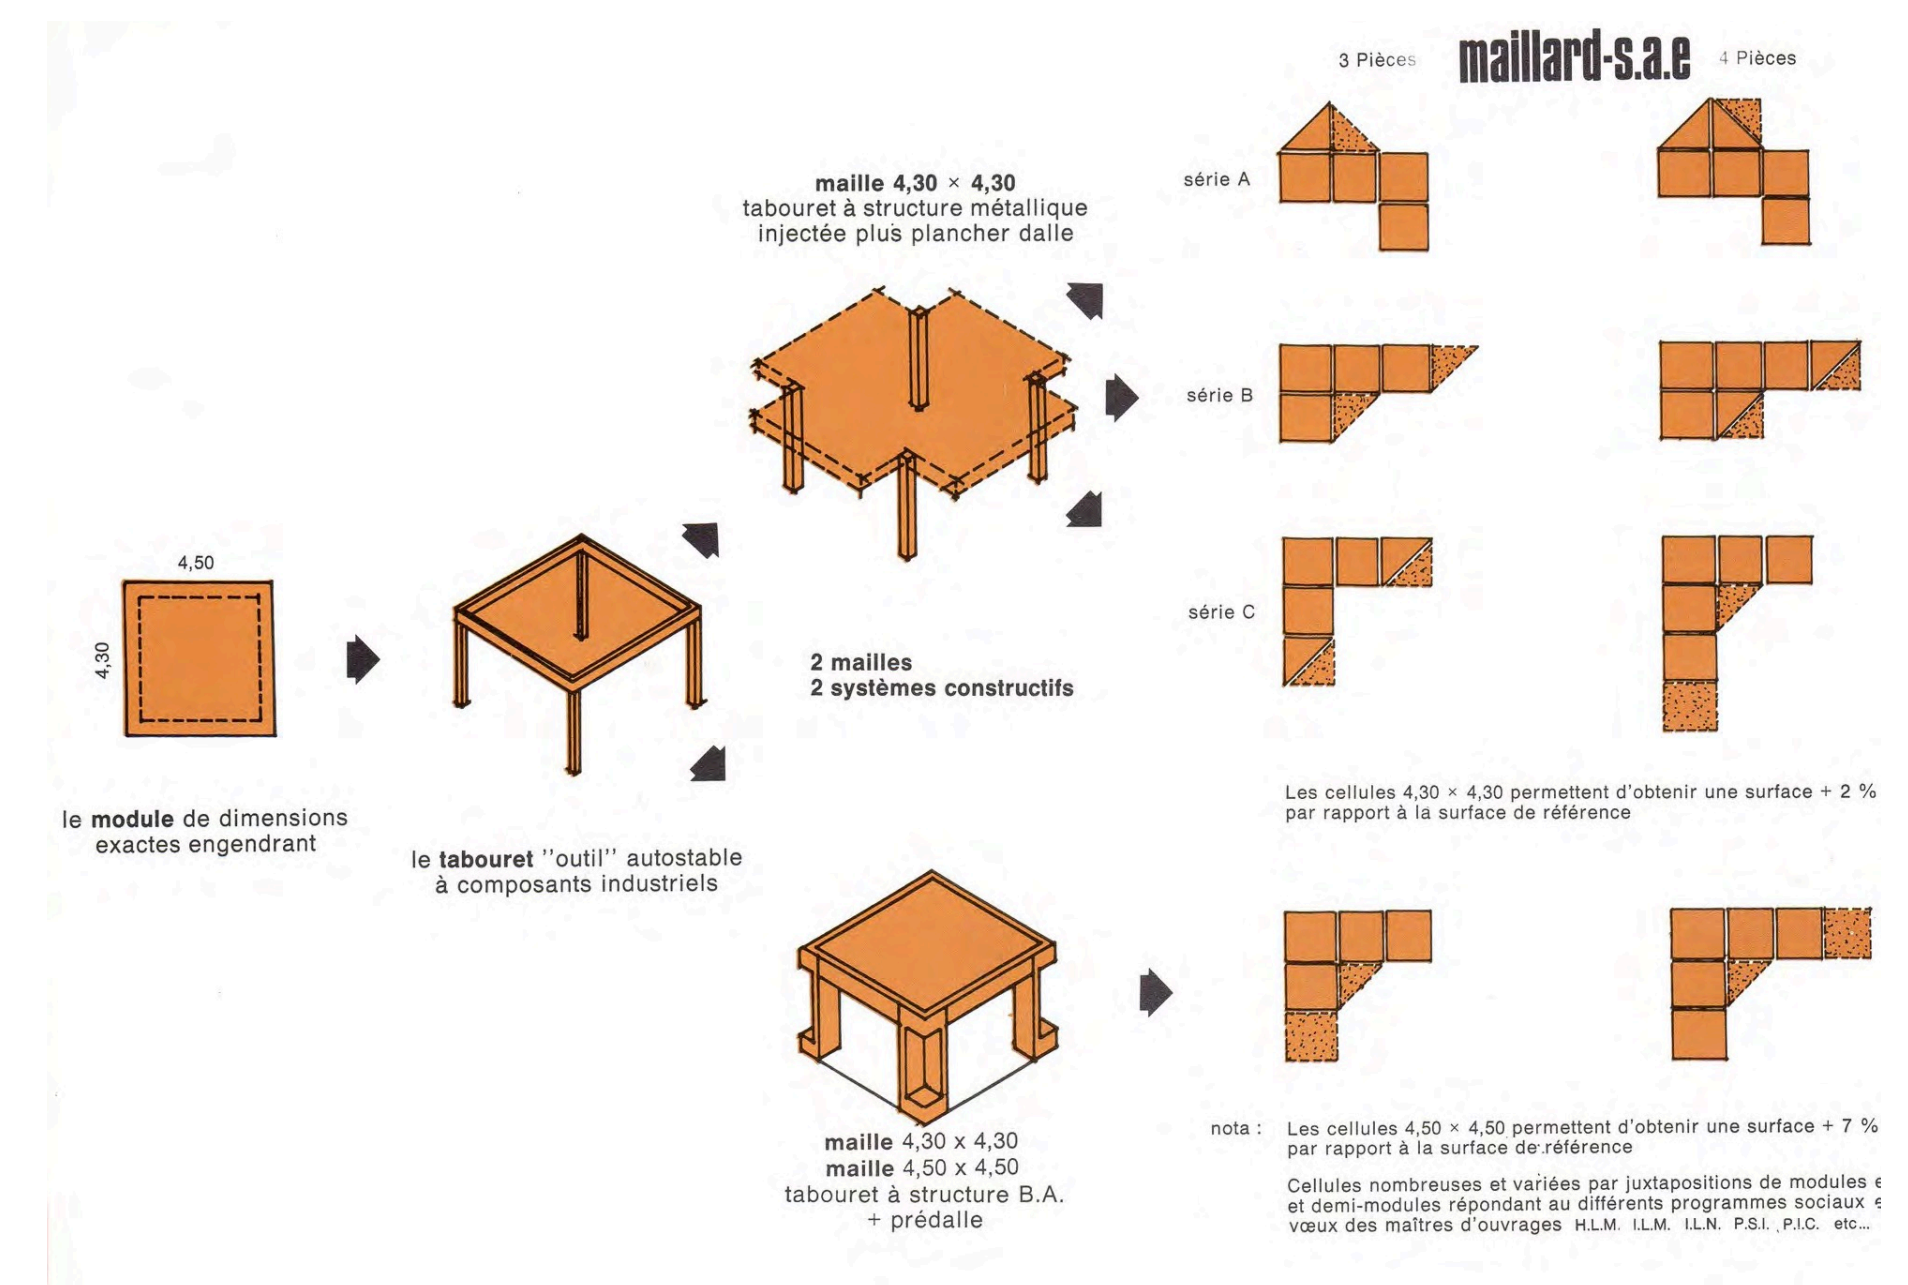 3 Pièces
maillard-s.a.e
4 Pièces
série A
maille 4,30 × 4,30
tabouret à structure métallique
injectée plus plancher dalle
série B
série C
4,50
4,30
2 mailles
2 systèmes constructifs
le module de dimensions
exactes engendrant
le tabouret ''outil'' autostable
à composants industriels
Les cellules 4,30 × 4,30 permettent d'obtenir une surface + 2 %
par rapport à la surface de référence
maille 4,30 x 4,30
maille 4,50 x 4,50
tabouret à structure B.A.
+ prédalle
nota :
Les cellules 4,50 × 4,50 permettent d'obtenir une surface + 7 %
par rapport à la surface de référence
Cellules nombreuses et variées par juxtapositions de modules
et demi-modules répondant au différents programmes sociaux
vœux des maîtres d'ouvrages H.L.M. I.L.M. I.L.N. P.S.I. P.I.C. etc...